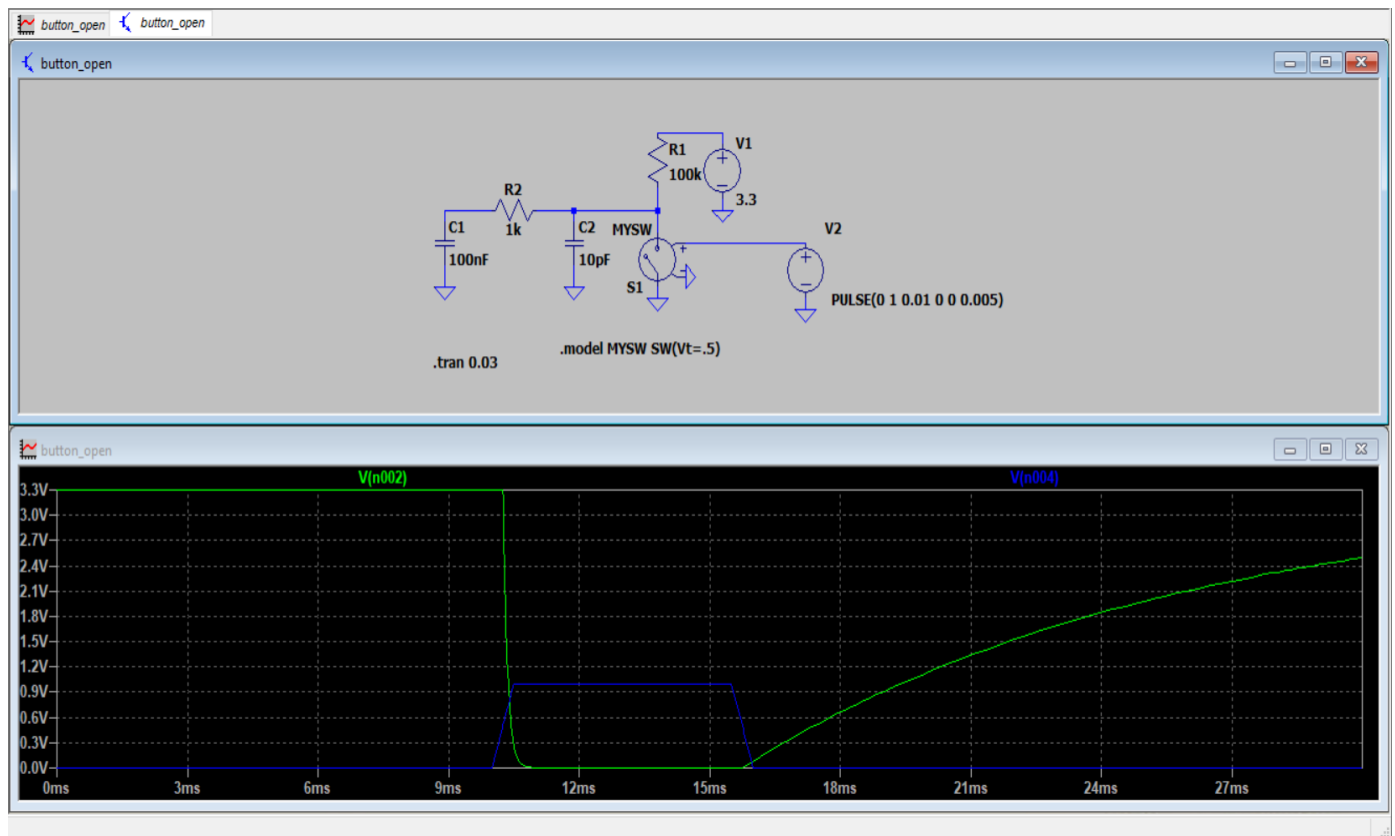 button_open button_open
button_open
R1
100k
V1
3.3
R2
1k
C1
100nF
C2
10pF
MYSW
S1
+
V2
PULSE(0 1 0.01 0 0 0.005)
.tran 0.03
.model MYSW SW(Vt=.5)
button_open
V(n002) V(n004)
3.3V
3.0V
2.7V
2.4V
2.1V
1.8V
1.5V
1.2V
0.9V
0.6V
0.3V
0.0V
0ms 3ms 6ms 9ms 12ms 15ms 18ms 21ms 24ms 27ms